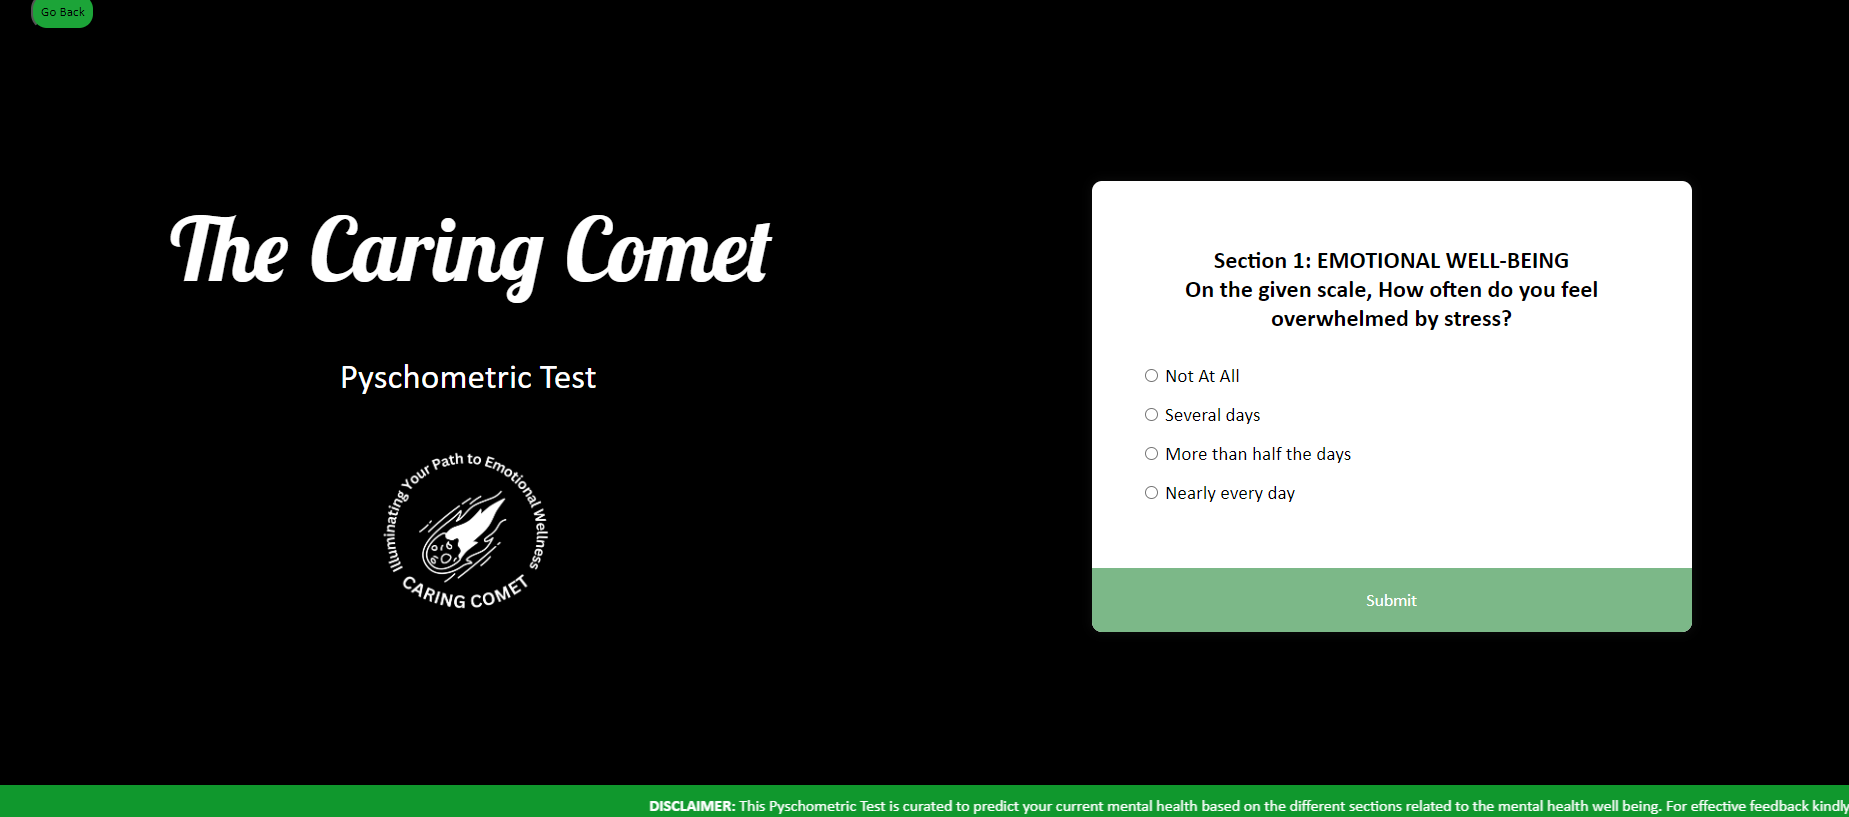 Go Back
The Caring Comet
Pyschometric Test
Illuminating Your Path to Emotional Wellness
CARING COMET
Section 1: EMOTIONAL WELL-BEING
On the given scale, How often do you feel
overwhelmed by stress?
Not At All
Several days
More than half the days
Nearly every day
Submit
DISCLAIMER: This Pyschometric Test is curated to predict your current mental health based on the different sections related to the mental health well being. For effective feedback kindly